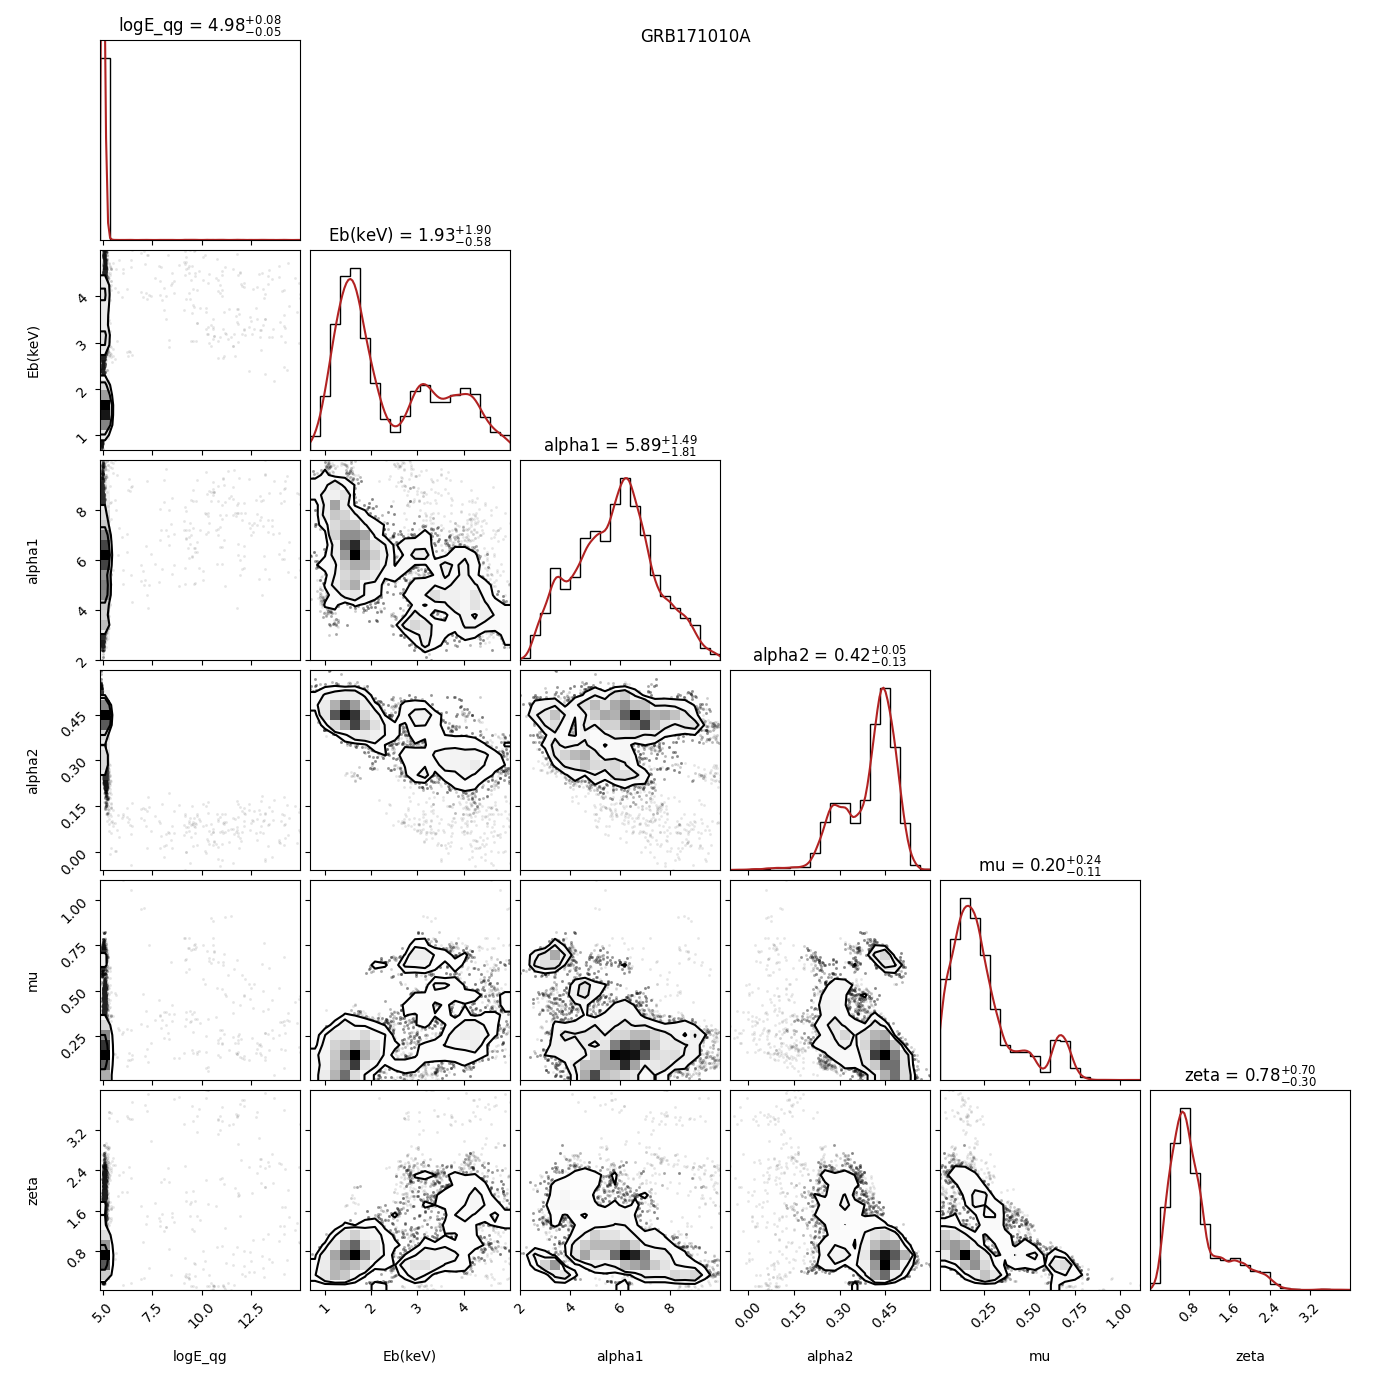 logE_qg = 4.98+0.08−0.05
GRB171010A
Eb(keV) = 1.93+1.90−0.58
Eb(keV)
4
3
2
1
alpha1 = 5.89+1.49−1.81
alpha1
8
6
4
2
alpha2 = 0.42+0.05−0.13
alpha2
0.45
0.30
0.15
0.00
mu = 0.20+0.24−0.11
mu
1.00
0.75
0.50
0.25
zeta = 0.78+0.70−0.30
zeta
3.2
2.4
1.6
0.8
5.0 7.5 10.0 12.5 1 2 3 4 2 4 6 8 0.00 0.15 0.30 0.45 0.25 0.50 0.75 1.00 0.8 1.6 2.4 3.2
logE_qg Eb(keV) alpha1 alpha2 mu zeta